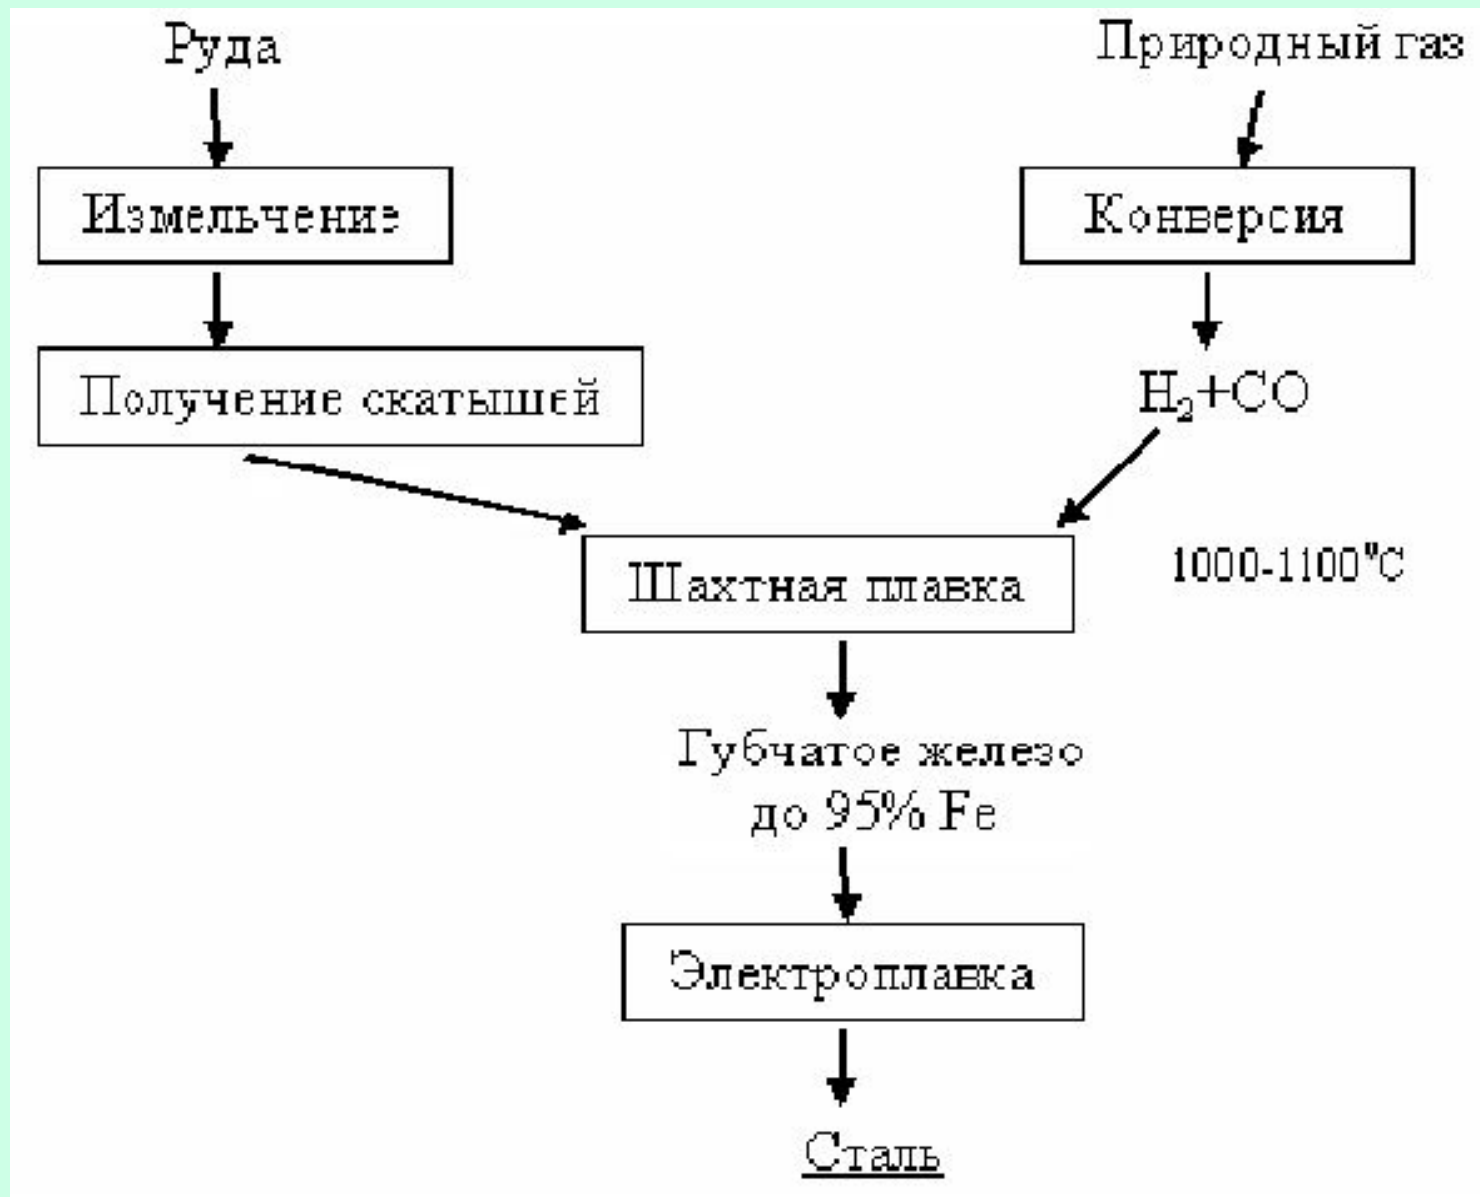 Руда
Природный газ
Измельчение
Конверсия
Получение скатышей
H₂+CO
Шахтная плавка
1000-1100⁰C
Губчатое железо
до 95% Fe
Электроплавка
Сталь